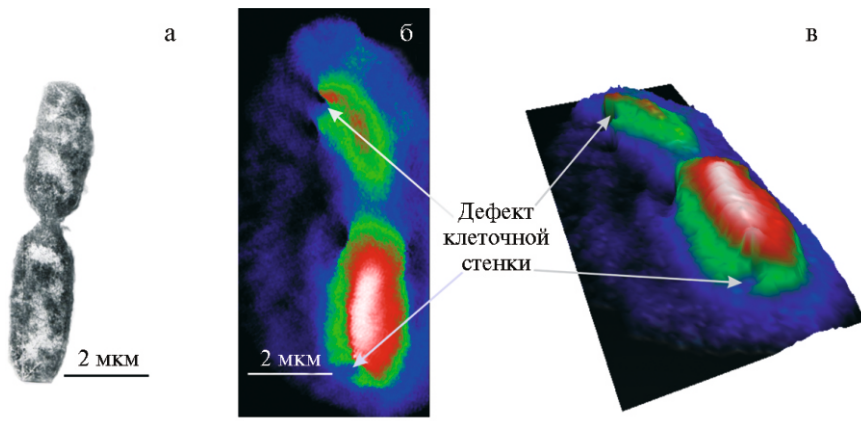 а
б
в
Дефект
клеточной
стенки
2 мкм
2 мкм